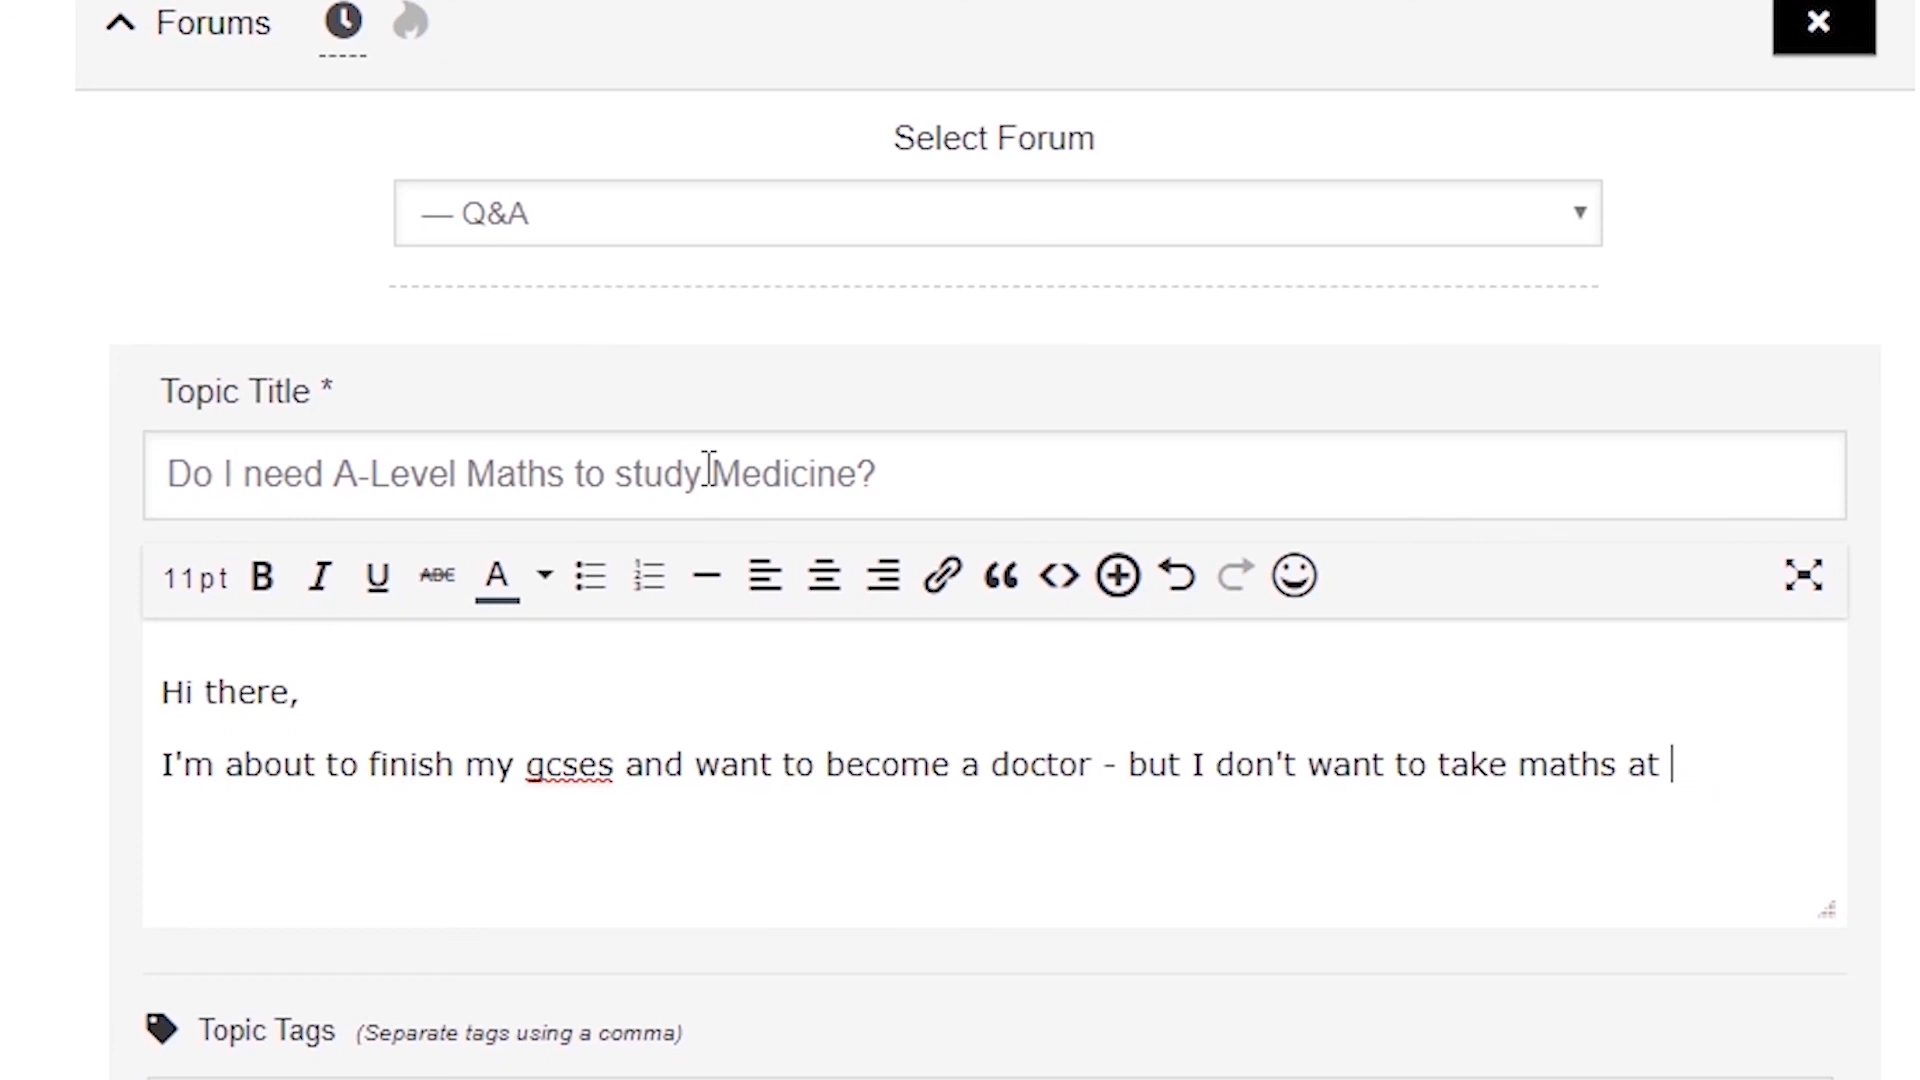 Forums
Select Forum
— Q&A
Topic Title *
Do I need A-Level Maths to study Medicine?
11pt B I U ABC A
Hi there,
I'm about to finish my gcses and want to become a doctor - but I don't want to take maths at
Topic Tags (Separate tags using a comma)